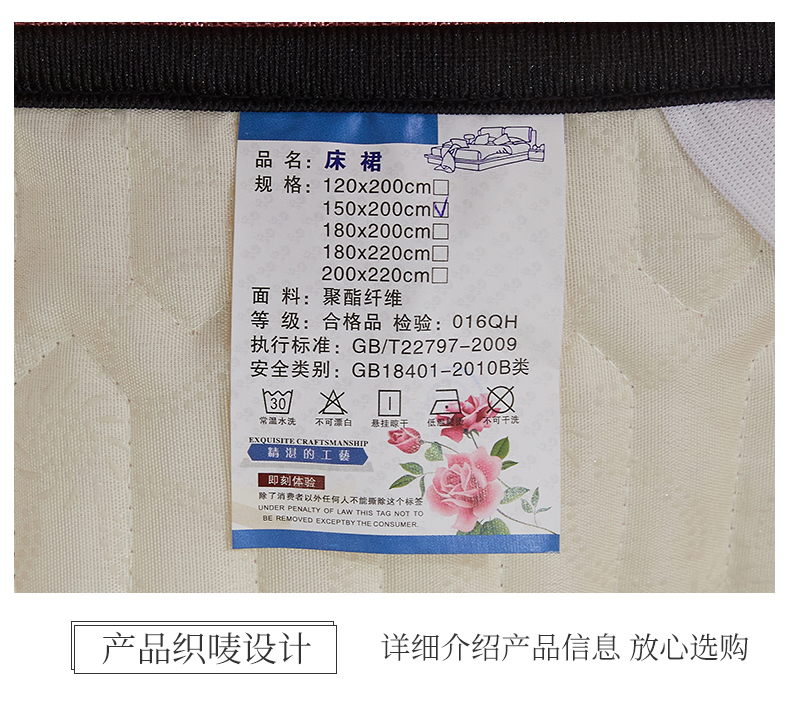 品 名：床 裙
规 格：120x200cm
150x200cm
180x200cm
180x220cm
200x220cm
面 料：聚酯纤维
等 级：合格品 检验：016QH
执行标准：GB/T22797-2009
安全类别：GB18401-2010B类
30
常温水洗 不可漂白 悬挂晾干 低温 不可干洗
EXQUISITE CRAFTSMANSHIP
精湛的工藝
即刻体验
除了消费者以外任何人不能撕除这个标签
UNDER PENALTY OF LAW THIS TAG NOT TO
BE REMOVED EXCEPTBY THE CONSUMER.
产品织唛设计
详细介绍产品信息 放心选购